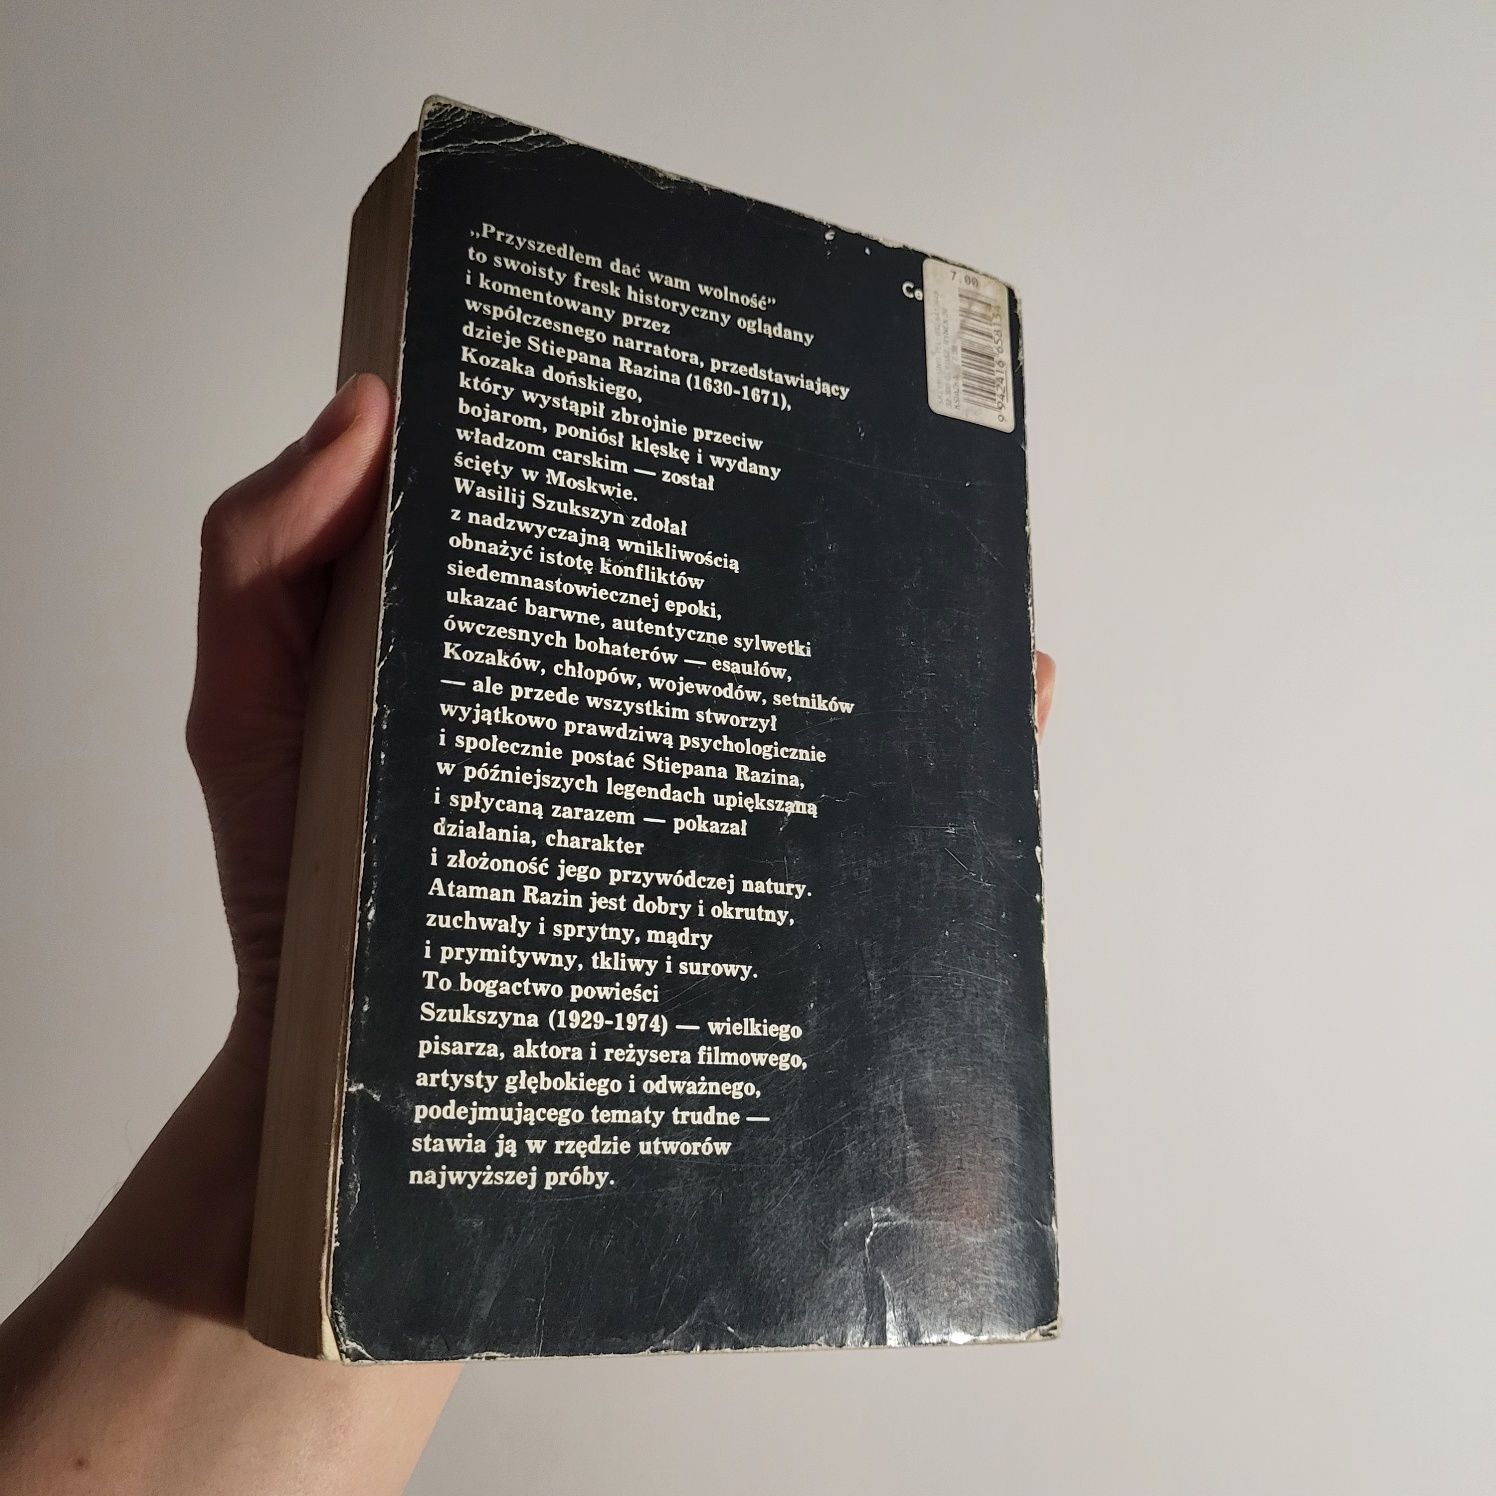 „Przyszedłem dać wam wolność”
to swoisty fresk historyczny oglądany
i komentowany przez
współczesnego narratora, przedstawiający
dzieje Stiepana Razina (1630-1671),
Kozaka dońskiego,
który wystąpił zbrojnie przeciw
bojarom, poniósł klęskę i wydany
władzom carskim — został
ścięty w Moskwie.
Wasilij Szukszyn zdołał
z nadzwyczajną wnikliwością
obnażyć istotę konfliktów
siedemnastowiecznej epoki,
ukazać barwne, autentyczne sylwetki
ówczesnych bohaterów — esaułów,
Kozaków, chłopów, wojewodów, setników
— ale przede wszystkim stworzył
wyjątkowo prawdziwą psychologicznie
i społecznie postać Stiepana Razina,
w późniejszych legendach upiększaną
i spłycaną zarazem — pokazał
działania, charakter
i złożoność jego przywódczej natury.
Ataman Razin jest dobry i okrutny,
zuchwały i sprytny, mądry
i prymitywny, tkliwy i surowy.
To bogactwo powieści
Szukszyna (1929-1974) — wielkiego
pisarza, aktora i reżysera filmowego,
artysty głębokiego i odważnego,
podejmującego tematy trudne —
stawia ją w rzędzie utworów
najwyższej próby.
Ce
7.00
9 942416 658134